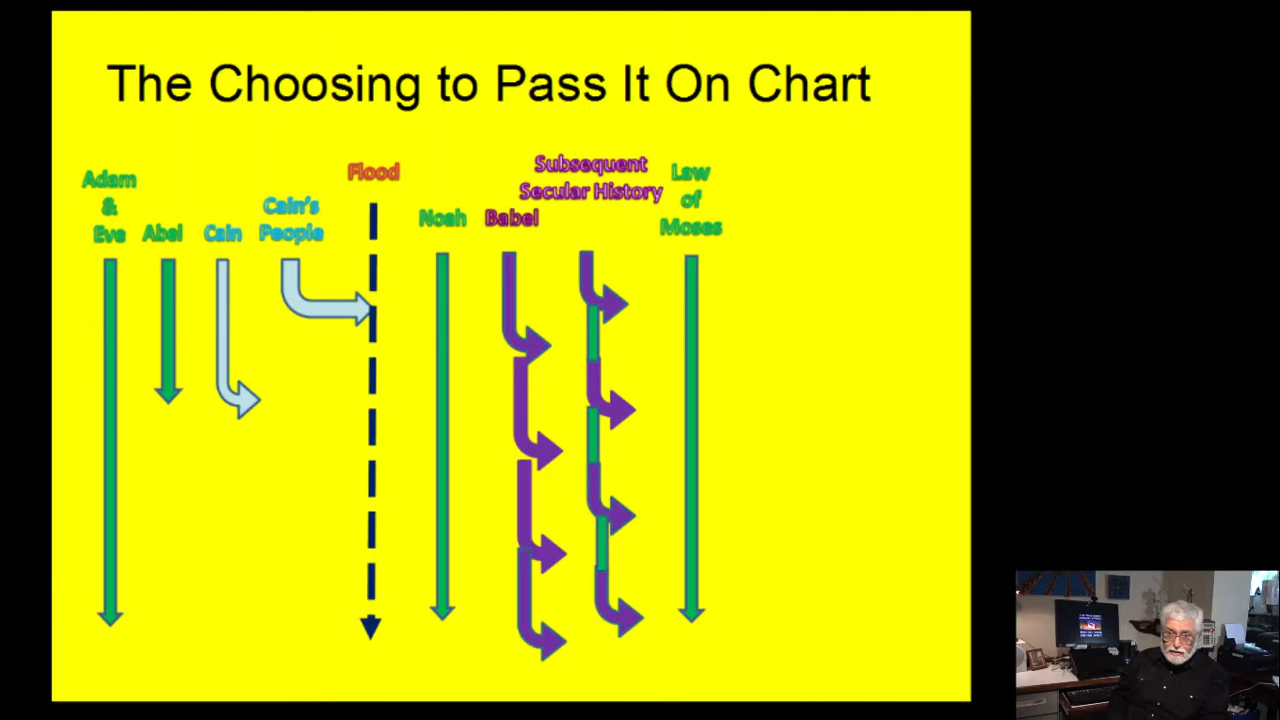 The Choosing to Pass It On Chart
Adam
&
Eve
Abel
Cain
Cain's
People
Flood
Noah
Babel
Subsequent
Secular History
Law
of
Moses